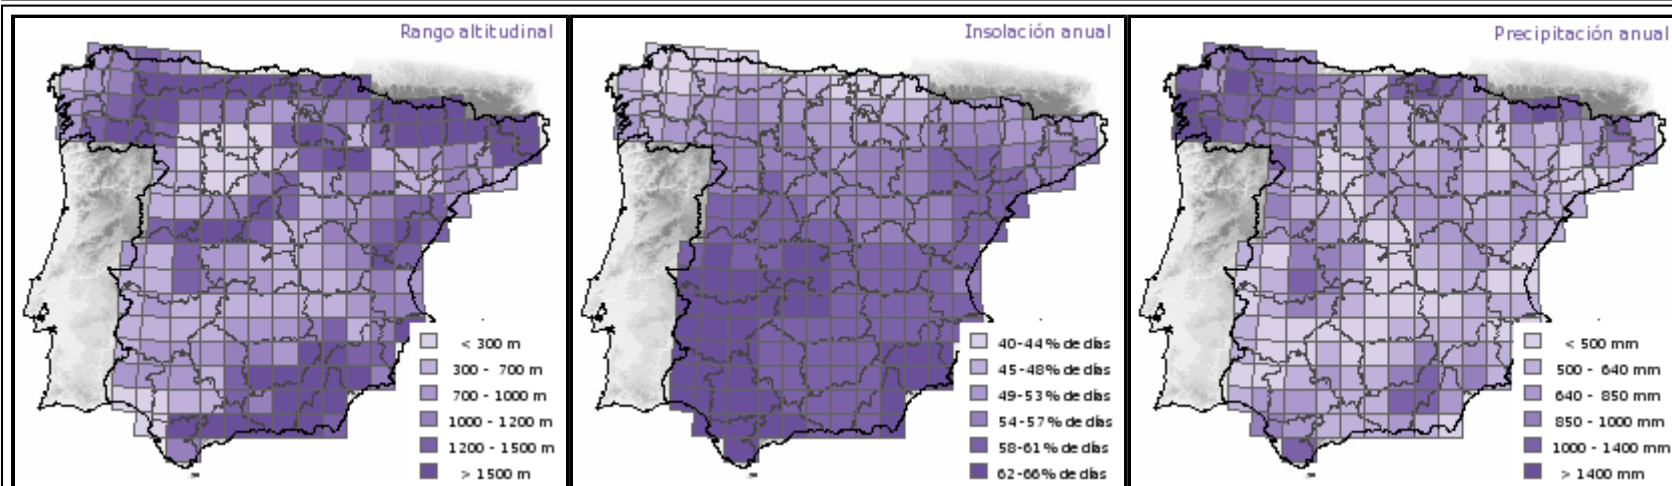 Rango altitudinal
< 300 m
300 - 700 m
700 - 1000 m
1000 - 1200 m
1200 - 1500 m
> 1500 m
Insolación anual
40-44% de días
45-48% de días
49-53% de días
54-57% de días
58-61% de días
62-66% de días
Precipitación anual
< 500 mm
500 - 640 mm
640 - 850 mm
850 - 1000 mm
1000 - 1400 mm
> 1400 mm